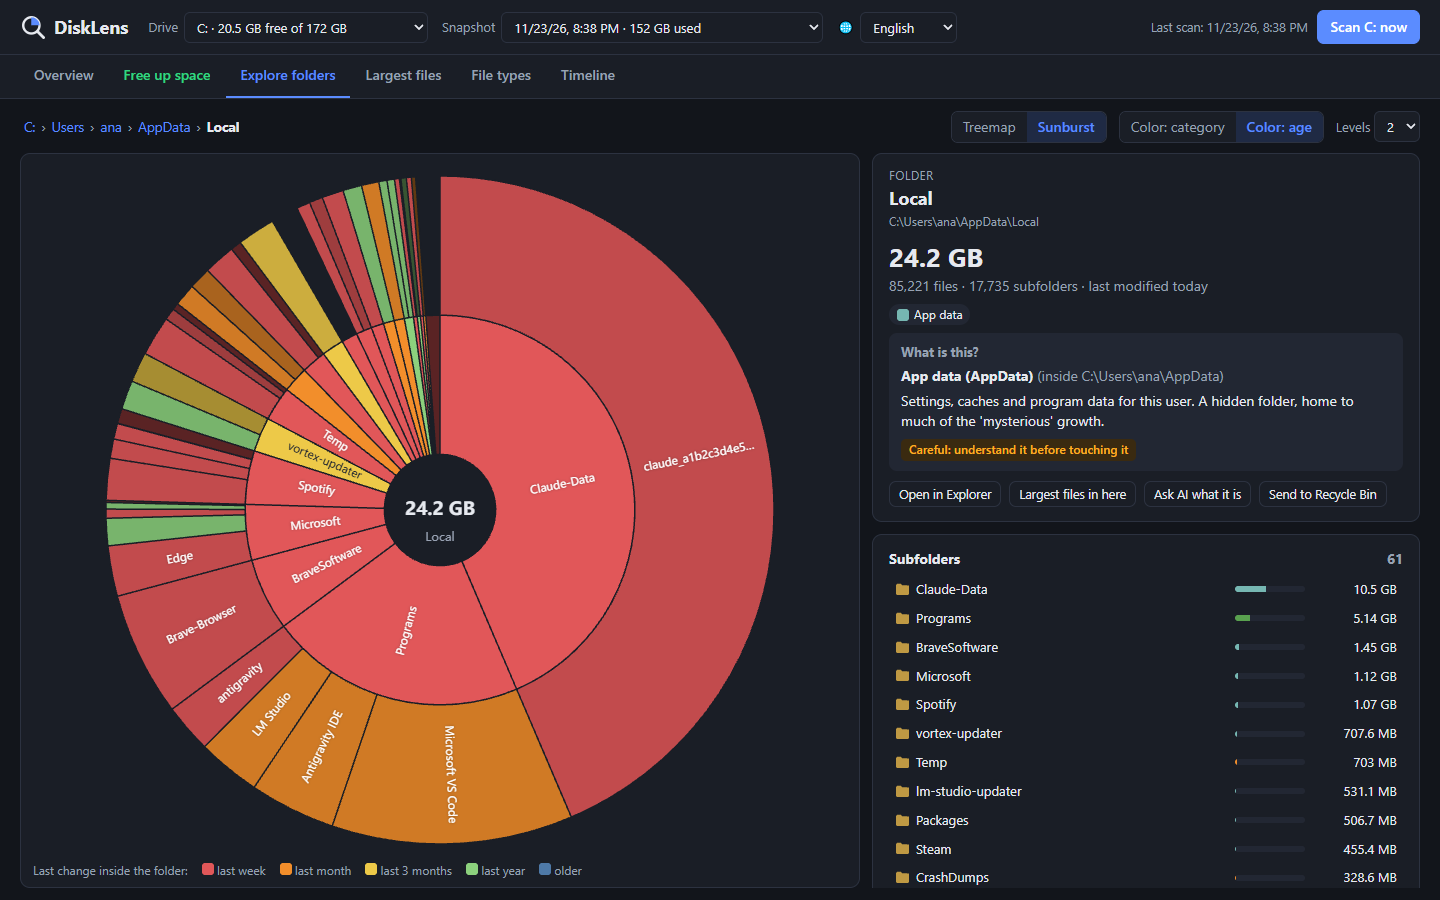 DiskLens
Drive
C: · 20.5 GB free of 172 GB
Snapshot
11/23/26, 8:38 PM · 152 GB used
English
Last scan: 11/23/26, 8:38 PM
Scan C: now
Overview
Free up space
Explore folders
Largest files
File types
Timeline
C: › Users › ana › AppData › Local
Treemap
Sunburst
Color: category
Color: age
Levels
2
claude_a1b2c3d4e5...
Claude-Data
Temp
vortex-updater
Spotify
Microsoft
BraveSoftware
Programs
24.2 GB
Local
Edge
Brave-Browser
antigravity
LM Studio
Antigravity IDE
Microsoft VS Code
Last change inside the folder:
last week
last month
last 3 months
last year
older
FOLDER
Local
C:\Users\ana\AppData\Local
24.2 GB
85,221 files · 17,735 subfolders · last modified today
App data
What is this?
App data (AppData) (inside C:\Users\ana\AppData)
Settings, caches and program data for this user. A hidden folder, home to
much of the 'mysterious' growth.
Careful: understand it before touching it
Open in Explorer
Largest files in here
Ask AI what it is
Send to Recycle Bin
Subfolders 61
Claude-Data 10.5 GB
Programs 5.14 GB
BraveSoftware 1.45 GB
Microsoft 1.12 GB
Spotify 1.07 GB
vortex-updater 707.6 MB
Temp 703 MB
lm-studio-updater 531.1 MB
Packages 506.7 MB
Steam 455.4 MB
CrashDumps 328.6 MB